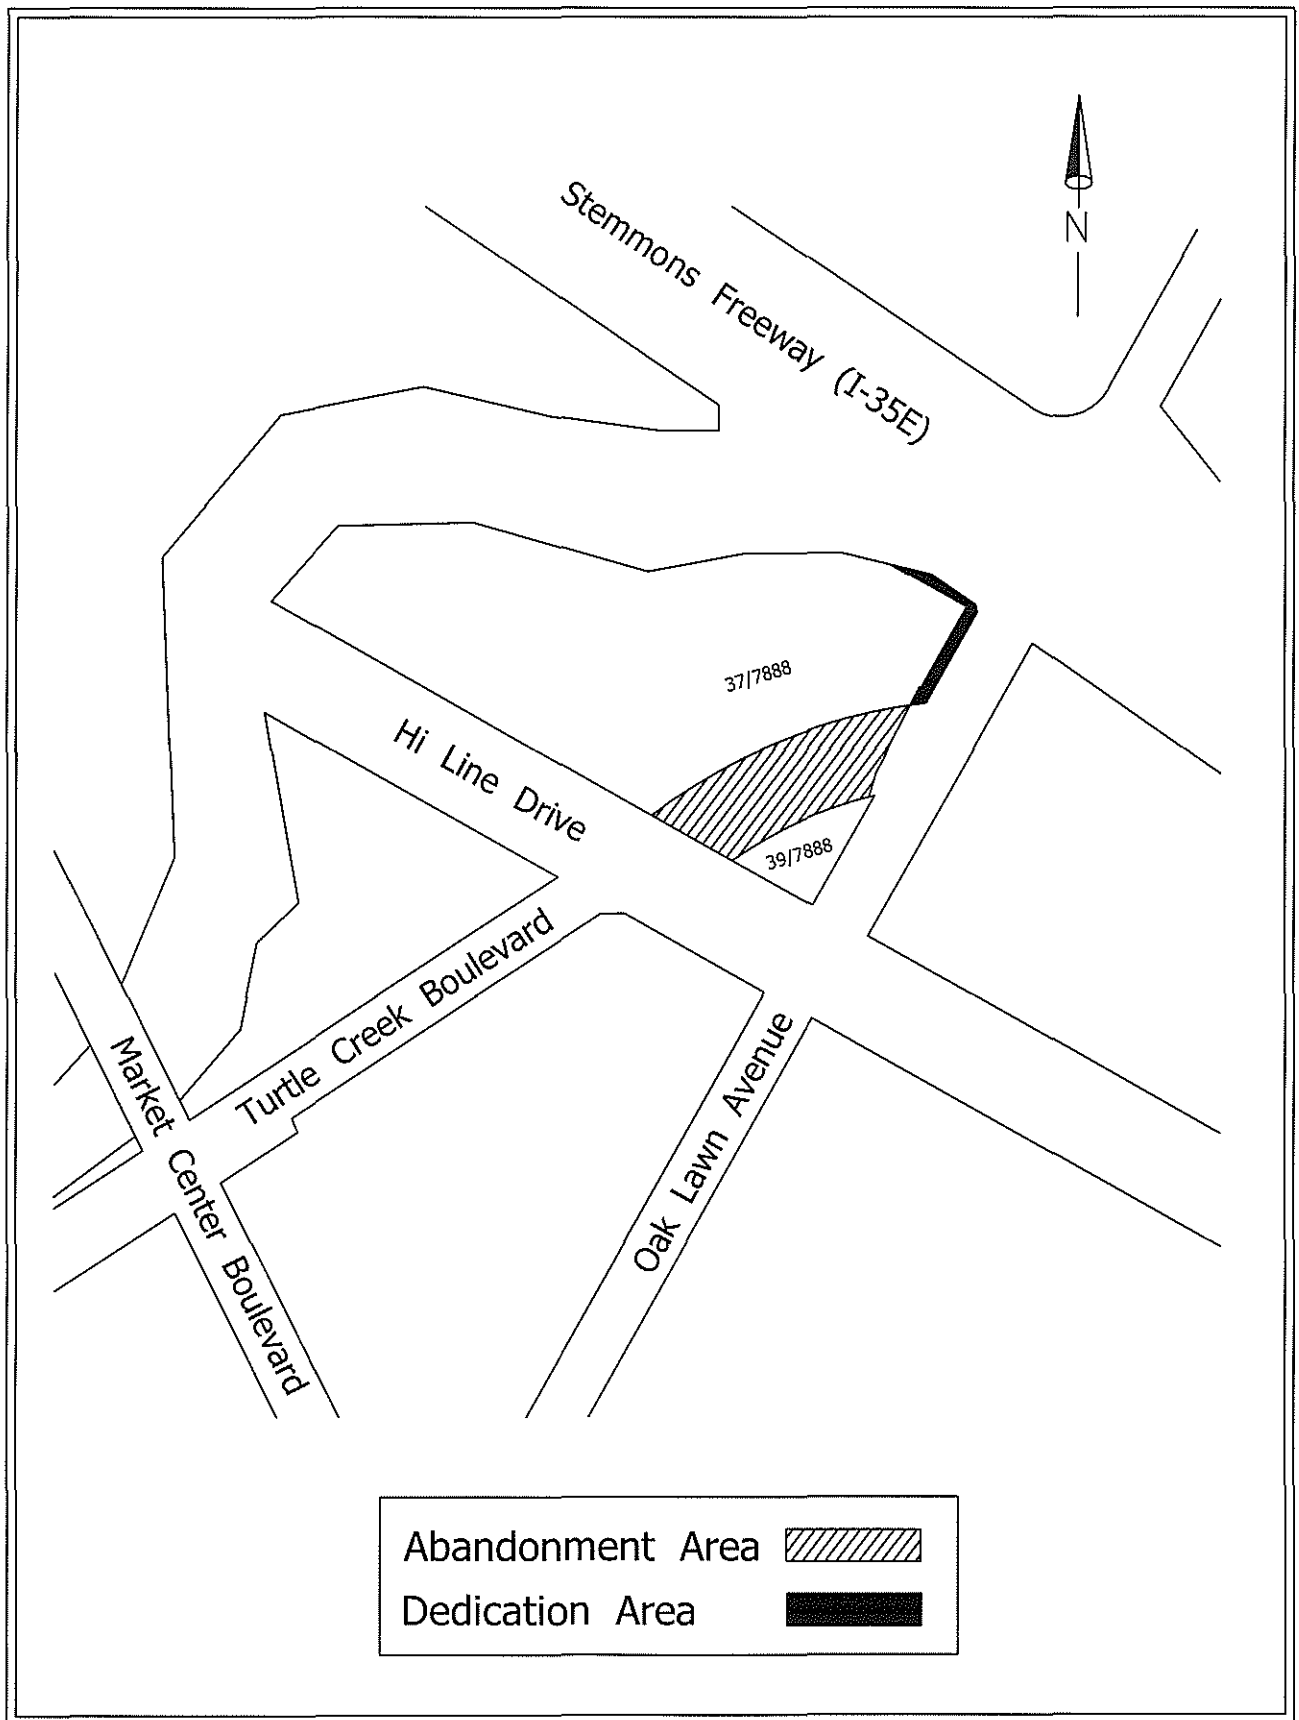 N
Stemmons Freeway (I-35E)
37/7888
Hi Line Drive
39/7888
Turtle Creek Boulevard
Market Center Boulevard
Oak Lawn Avenue
Abandonment Area
Dedication Area